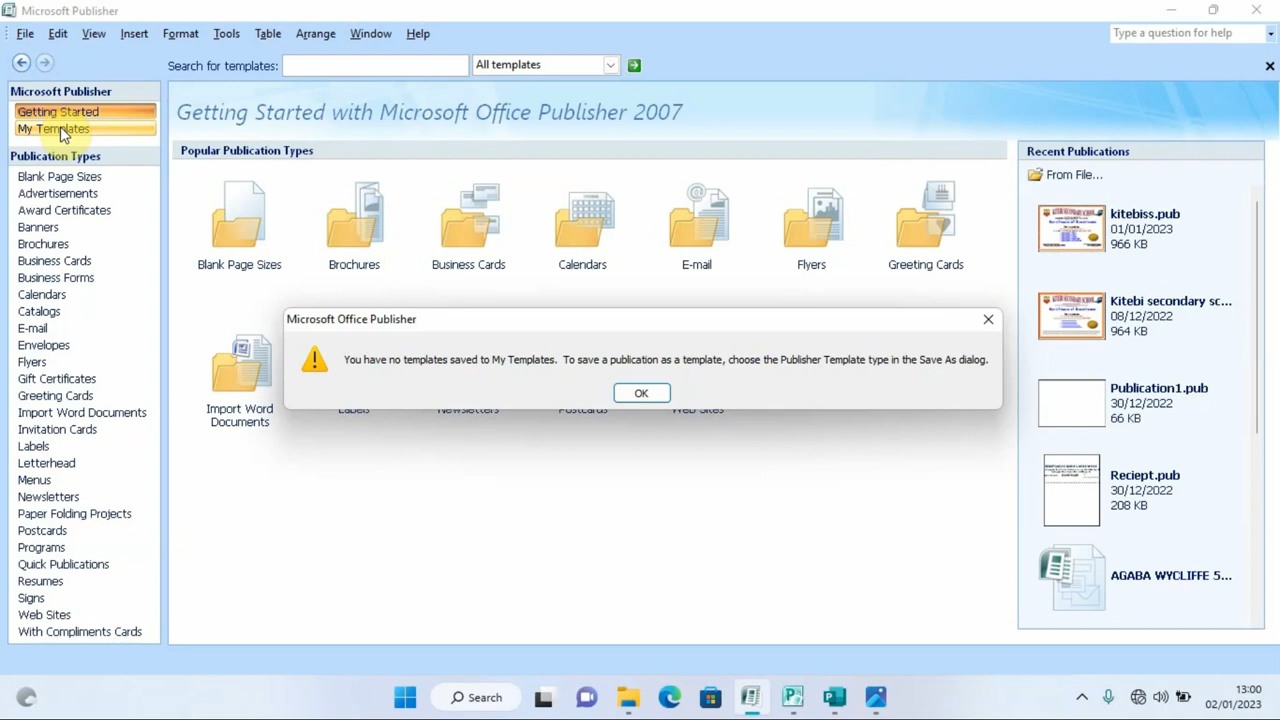 Microsoft Publisher
File Edit View Insert Format Tools Table Arrange Window Help
Type a question for help
Search for templates:
All templates
Microsoft Publisher
Getting Started
My Templates
Publication Types
Blank Page Sizes
Advertisements
Award Certificates
Banners
Brochures
Business Cards
Business Forms
Calendars
Catalogs
E-mail
Envelopes
Flyers
Gift Certificates
Greeting Cards
Import Word Documents
Invitation Cards
Labels
Letterhead
Menus
Newsletters
Paper Folding Projects
Postcards
Programs
Quick Publications
Resumes
Signs
Web Sites
With Compliments Cards
Getting Started with Microsoft Office Publisher 2007
Popular Publication Types
Blank Page Sizes
Brochures
Business Cards
Calendars
E-mail
Flyers
Greeting Cards
Microsoft Office Publisher
You have no templates saved to My Templates. To save a publication as a template, choose the Publisher Template type in the Save As dialog.
OK
Import Word
Documents
Labels
Newsletters
Postcards
Web Sites
Recent Publications
From File...
kitebiss.pub
01/01/2023
966 KB
Kitebi secondary sc...
08/12/2022
964 KB
Publication1.pub
30/12/2022
66 KB
Reciept.pub
30/12/2022
208 KB
AGABA WYCLIFFE 5...
Search
13:00
02/01/2023